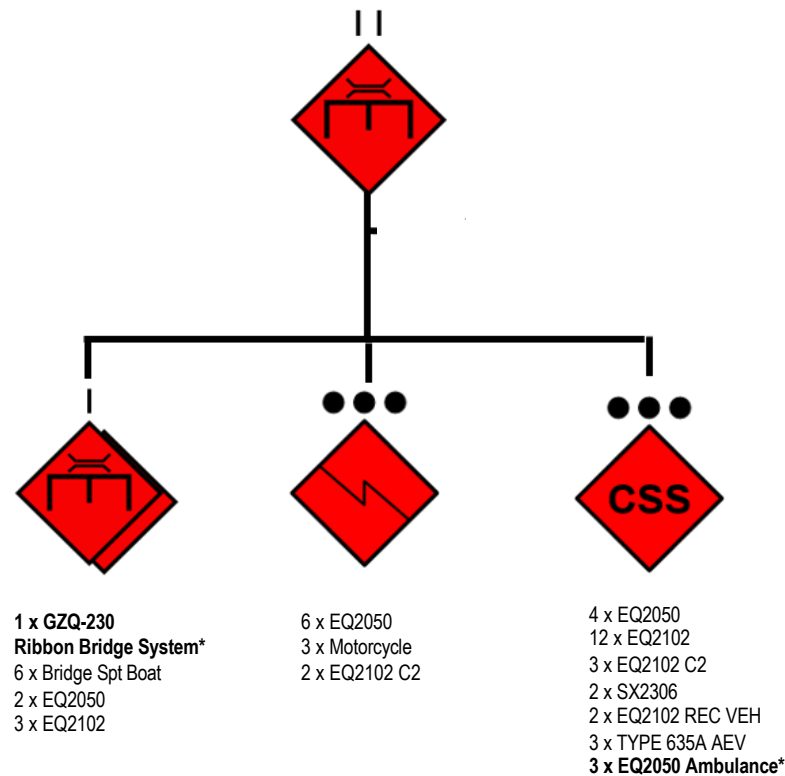 CSS
1 x GZQ-230
Ribbon Bridge System*
6 x Bridge Spt Boat
2 x EQ2050
3 x EQ2102
6 x EQ2050
3 x Motorcycle
2 x EQ2102 C2
4 x EQ2050
12 x EQ2102
3 x EQ2102 C2
2 x SX2306
2 x EQ2102 REC VEH
3 x TYPE 635A AEV
3 x EQ2050 Ambulance*